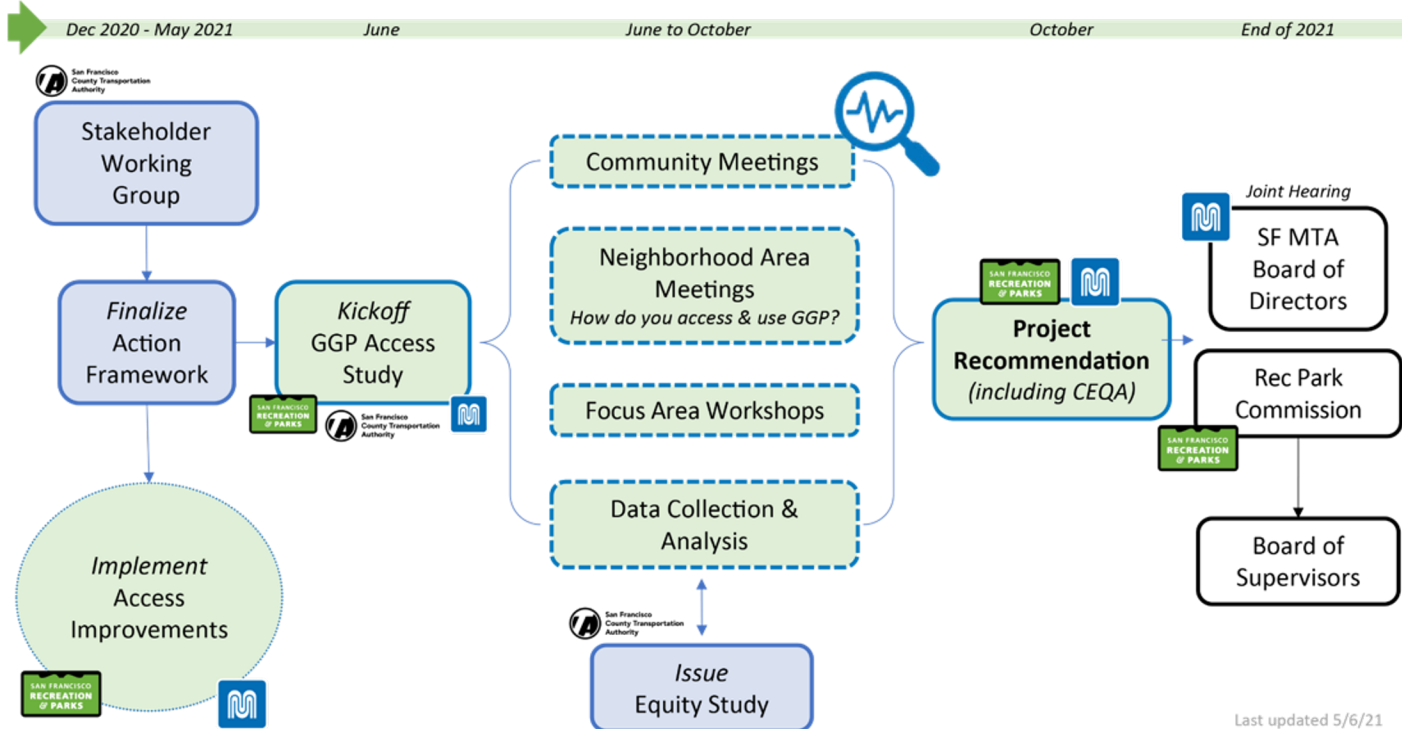 Dec 2020 - May 2021
June
June to October
October
End of 2021
San Francisco
County Transportation
Authority
Stakeholder
Working
Group
Finalize
Action
Framework
Implement
Access
Improvements
SAN FRANCISCO
RECREATION
& PARKS
Kickoff
GGP Access
Study
SAN FRANCISCO
RECREATION
& PARKS
San Francisco
County Transportation
Authority
Community Meetings
Neighborhood Area
Meetings
How do you access & use GGP?
Focus Area Workshops
Data Collection &
Analysis
San Francisco
County Transportation
Authority
Issue
Equity Study
SAN FRANCISCO
RECREATION
& PARKS
Project
Recommendation
(including CEQA)
Joint Hearing
SF MTA
Board of
Directors
Rec Park
Commission
SAN FRANCISCO
RECREATION
& PARKS
Board of
Supervisors
Last updated 5/6/21